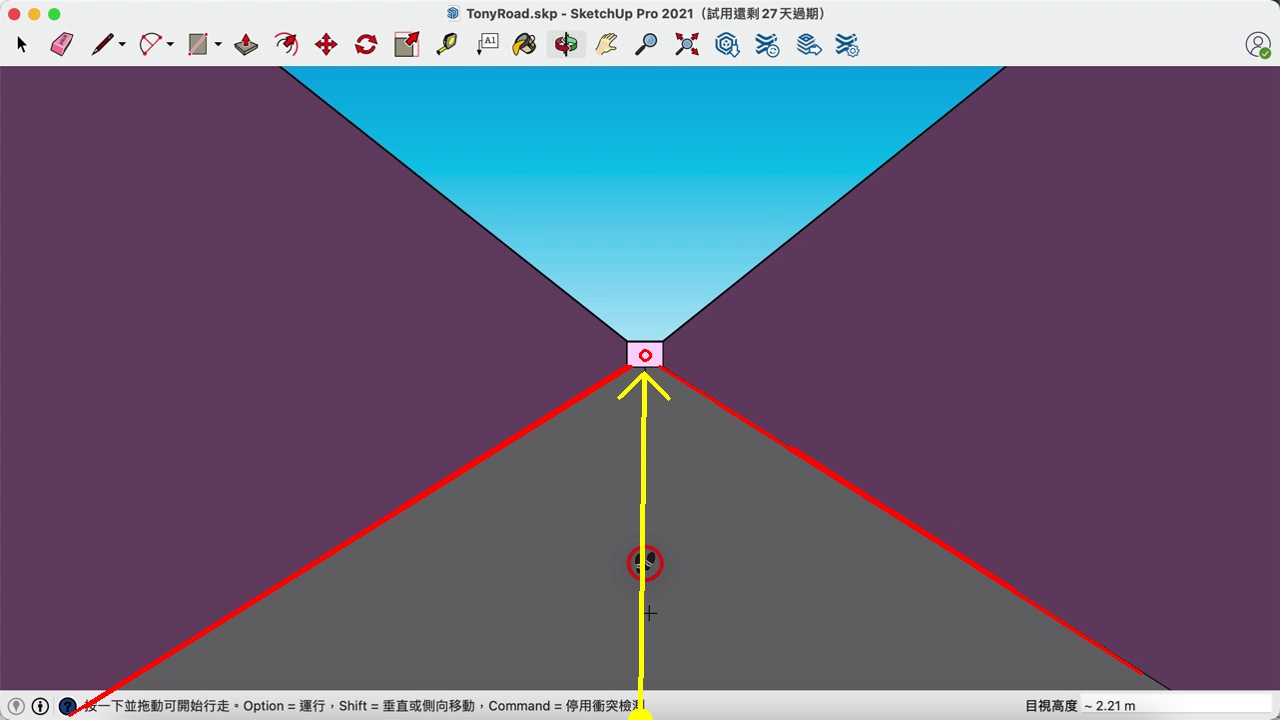 TonyRoad.skp - SketchUp Pro 2021（試用還剩 27 天過期）
A1
按一下並拖動可開始行走。Option = 運行，Shift = 垂直或側向移動，Command = 停用衝突檢測
目視高度 ~ 2.21 m